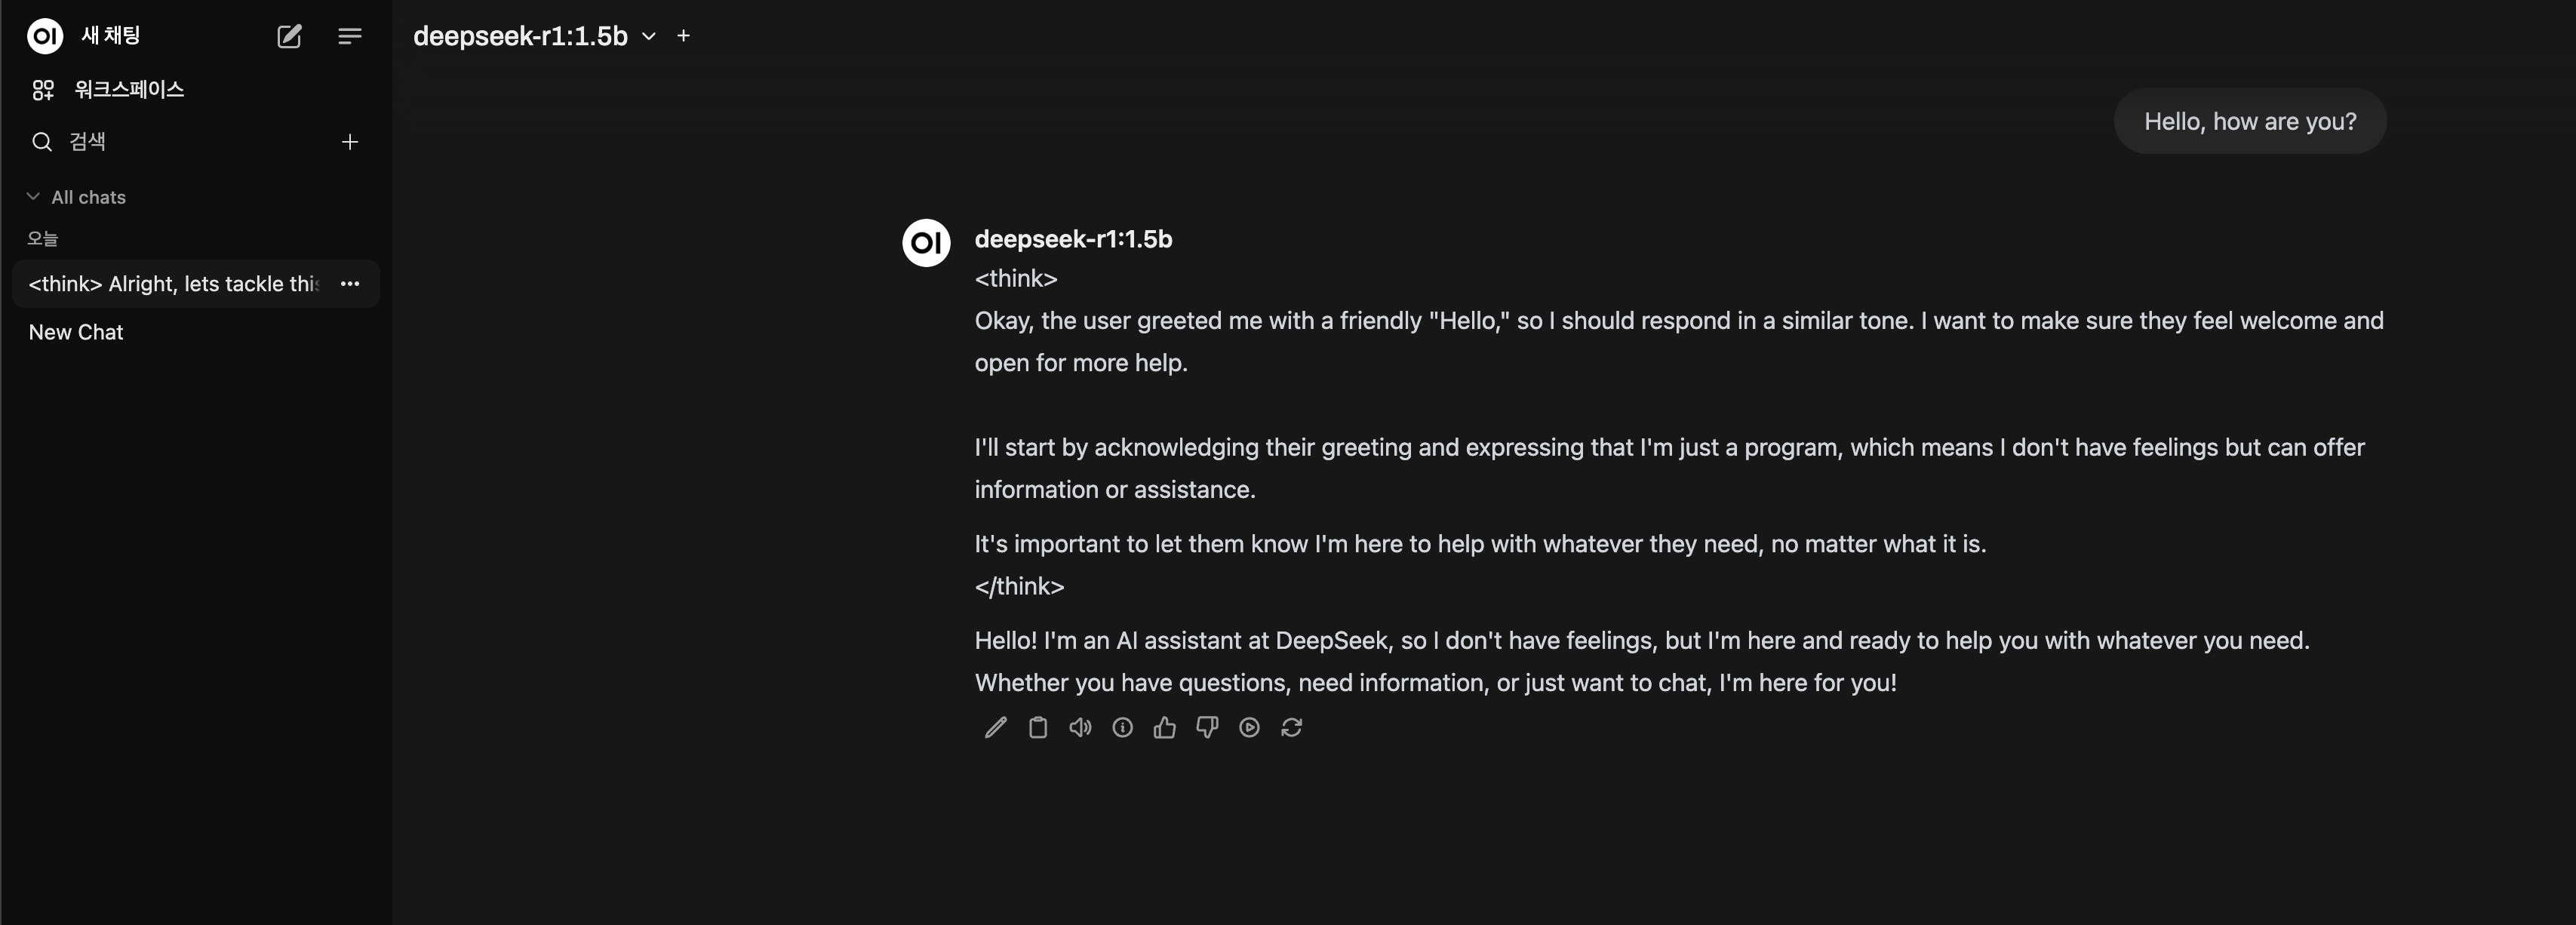 OI 새 채팅
워크스페이스
검색
All chats
오늘
<think> Alright, lets tackle
New Chat
deepseek-r1:1.5b
Hello, how are you?
OI
deepseek-r1:1.5b
<think>
Okay, the user greeted me with a friendly "Hello," so I should respond in a similar tone. I want to make sure they feel welcome and
open for more help.
I'll start by acknowledging their greeting and expressing that I'm just a program, which means I don't have feelings but can offer
information or assistance.
It's important to let them know I'm here to help with whatever they need, no matter what it is.
</think>
Hello! I'm an AI assistant at DeepSeek, so I don't have feelings, but I'm here and ready to help you with whatever you need.
Whether you have questions, need information, or just want to chat, I'm here for you!